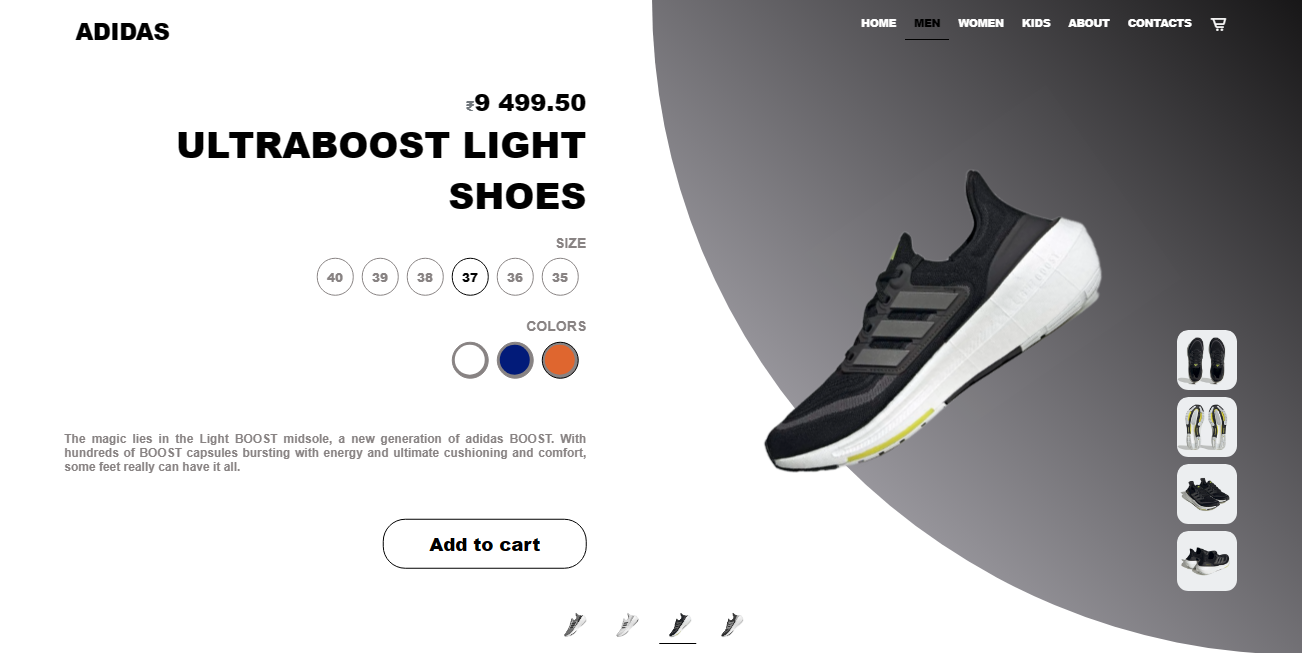 ADIDAS
HOME MEN WOMEN KIDS ABOUT CONTACTS
₹9 499.50
ULTRABOOST LIGHT
SHOES
SIZE
40 39 38 37 36 35
COLORS
The magic lies in the Light BOOST midsole, a new generation of adidas BOOST. With
hundreds of BOOST capsules bursting with energy and ultimate cushioning and comfort,
some feet really can have it all.
Add to cart